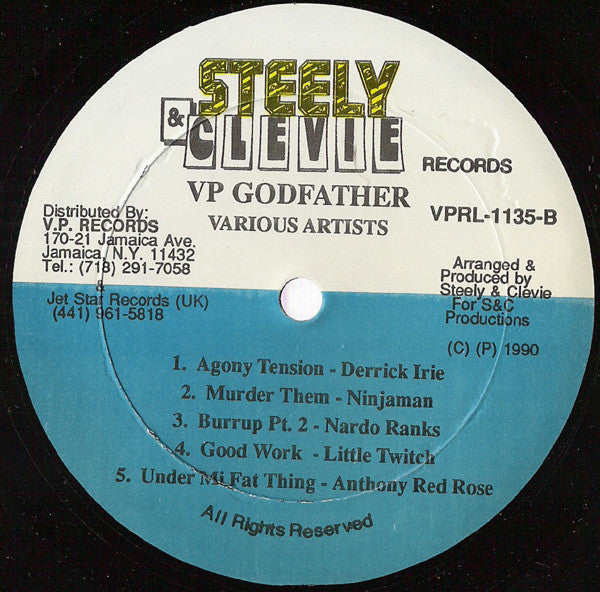 STEELY
& CLEVIE
RECORDS
VP GODFATHER
VARIOUS ARTISTS
VPRL-1135-B
Distributed By:
V.P. RECORDS
170-21 Jamaica Ave.
Jamaica, N.Y. 11432
Tel.: (718) 291-7058
&
Jet Star Records (UK)
(441) 961-5818
Arranged &
Produced by
Steely & Clevie
For S&C
Productions
(C) (P) 1990
1. Agony Tension - Derrick Irie
2. Murder Them - Ninjaman
3. Burrup Pt. 2 - Nardo Ranks
4. Good Work - Little Twitch
5. Under Mi Fat Thing - Anthony Red Rose
All Rights Reserved